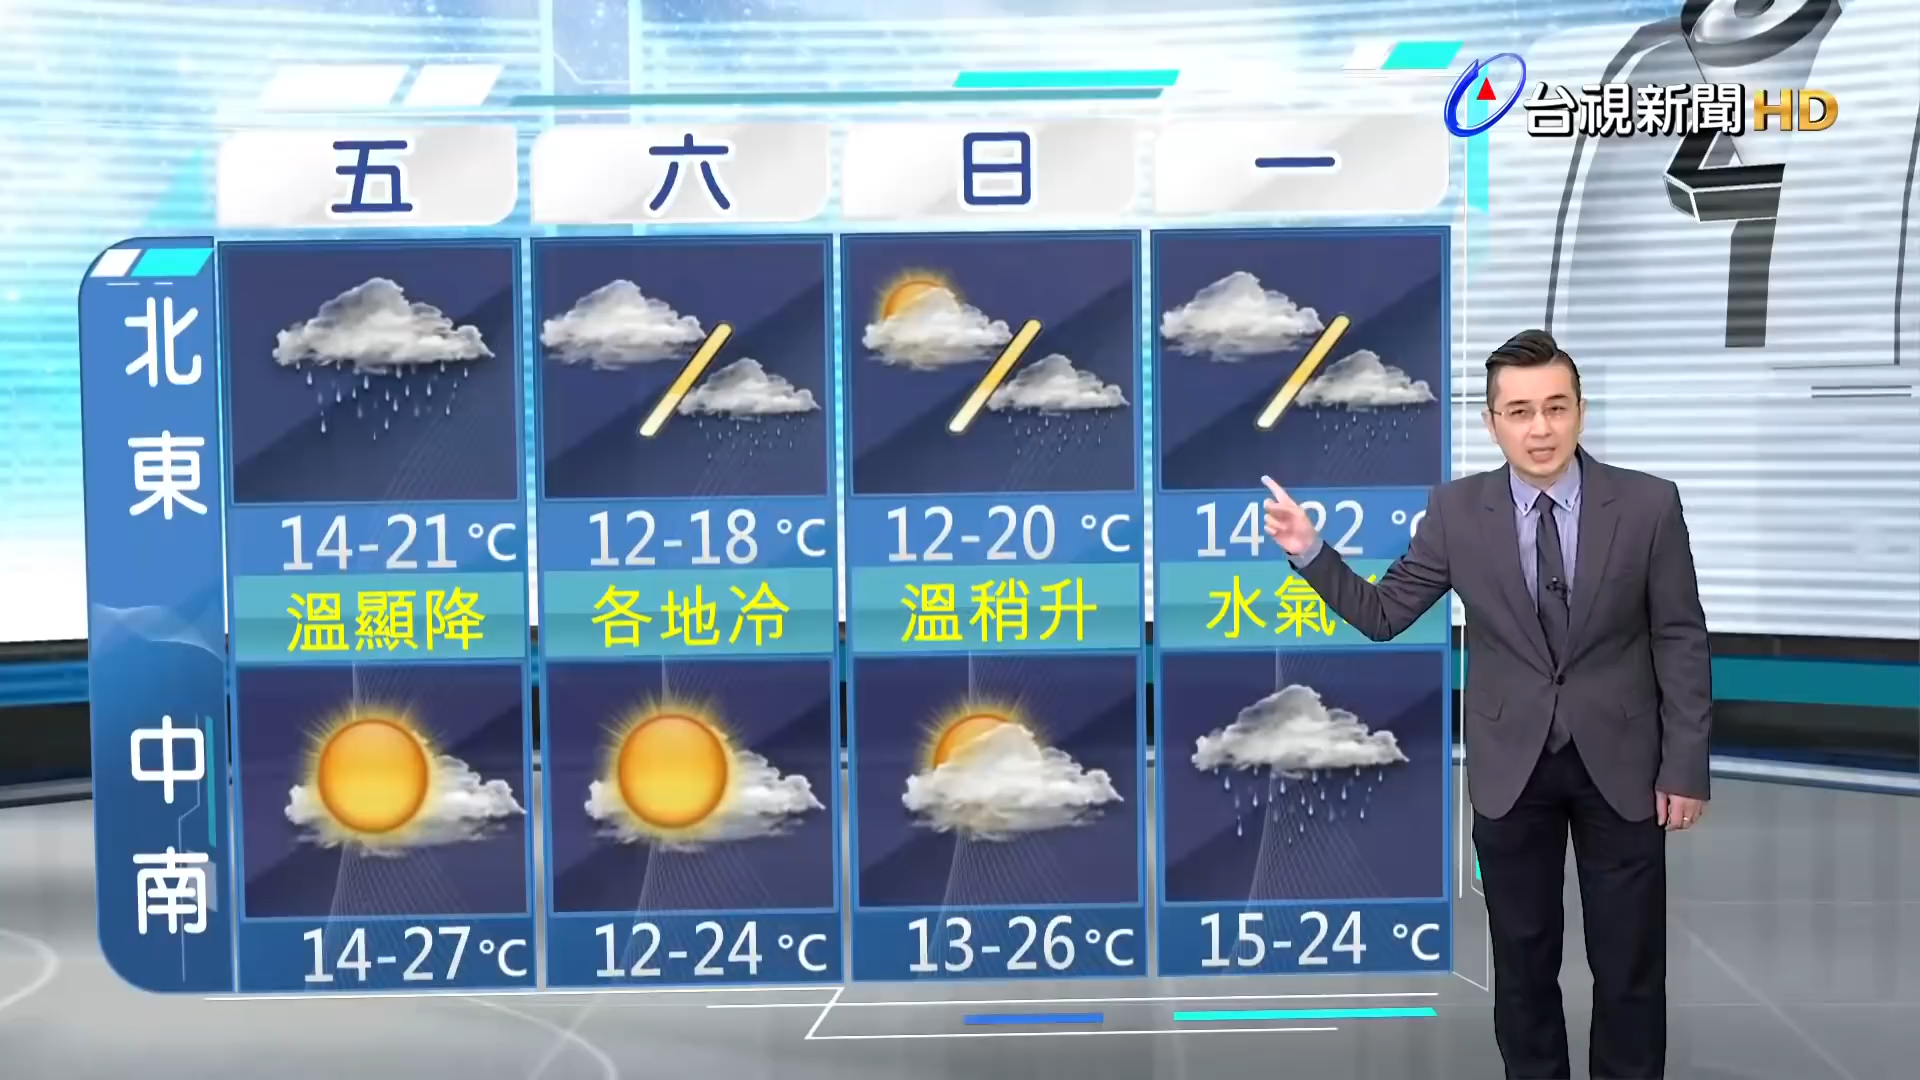 台視新聞HD
4
五 六 日 一
北東
14-21°C 12-18°C 12-20°C 14-22°C
溫顯降 各地冷 溫稍升 水氣
中南
14-27°C 12-24°C 13-26°C 15-24°C